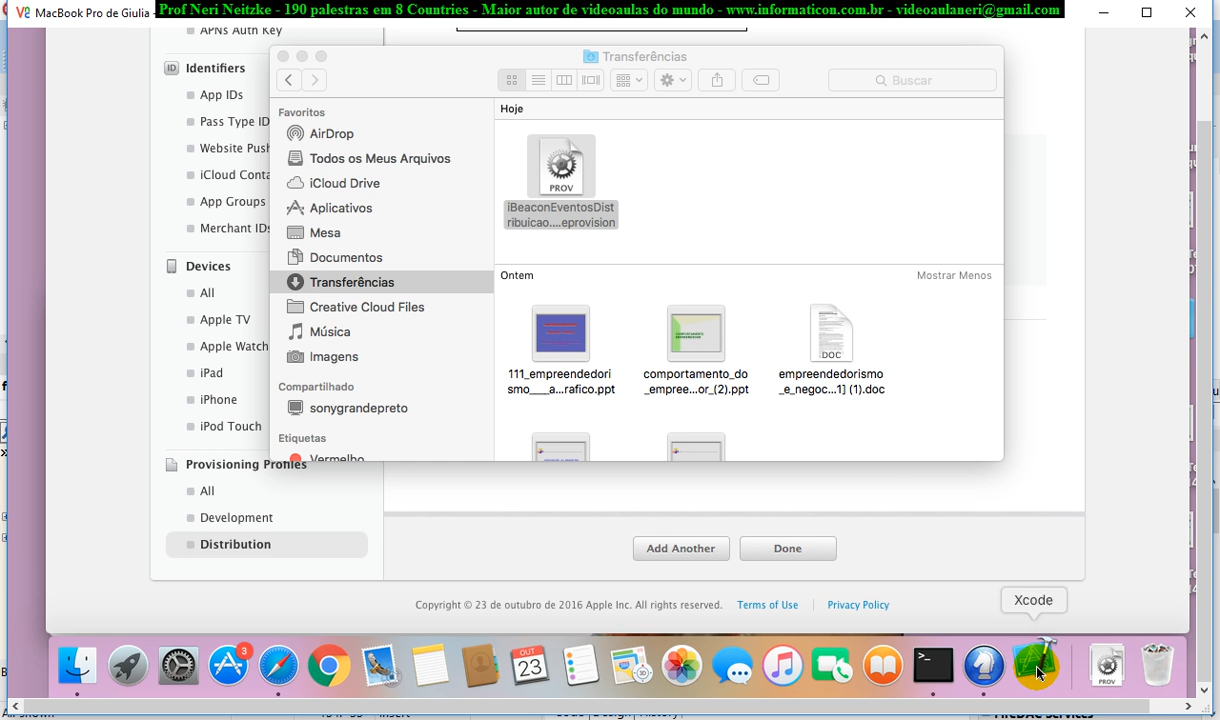 Prof Neri Neitzke - 190 palestras em 8 Countries - Maior autor de videoaulas do mundo - www.informaticon.com.br - videoaulaneri@gmail.com
MacBook Pro de Giulia -
APNs Auth Key
Transferências
ID Identifiers
Buscar
App IDs
Favoritos
Hoje
Pass Type ID
AirDrop
Website Push
Todos os Meus Arquivos
PROV
iCloud Conta
iCloud Drive
App Groups
Aplicativos
iBeaconEventosDist
ribuicao....eprovision
Merchant IDs
Mesa
Documentos
Devices
Transferências
Ontem
Mostrar Menos
All
Creative Cloud Files
Apple TV
Música
Apple Watch
Imagens
DOC
iPad
Compartilhado
111_empreendedori
smo____a...rafico.ppt
comportamento_do
_empree...or_(2).ppt
empreendedorismo
_e_negoc...1] (1).doc
iPhone
sonygrandepreto
iPod Touch
Etiquetas
Vermelho
Provisioning Profiles
All
Development
Distribution
Add Another
Done
Xcode
Copyright © 23 de outubro de 2016 Apple Inc. All rights reserved.
Terms of Use
Privacy Policy
3
OUT
23
30
PROV